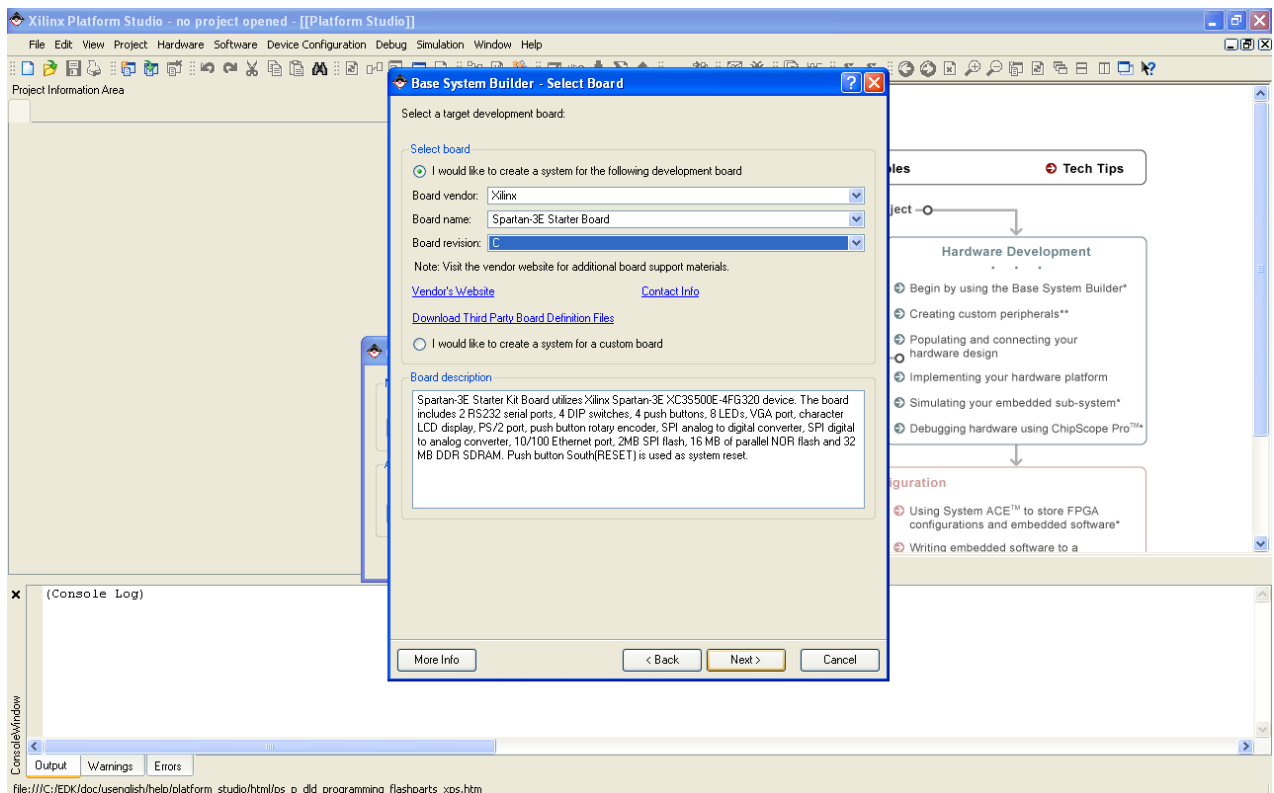 Xilinx Platform Studio - no project opened - [[Platform Studio]]
File Edit View Project Hardware Software Device Configuration Debug Simulation Window Help
Project Information Area
Base System Builder - Select Board
Select a target development board:
Select board
I would like to create a system for the following development board
Board vendor: Xilinx
Board name: Spartan-3E Starter Board
Board revision: C
Note: Visit the vendor website for additional board support materials.
Vendor's Website Contact Info
Download Third Party Board Definition Files
I would like to create a system for a custom board
Board description
Spartan-3E Starter Kit Board utilizes Xilinx Spartan-3E XC3S500E-4FG320 device. The board
includes 2 RS232 serial ports, 4 DIP switches, 4 push buttons, 8 LEDs, VGA port, character
LCD display, PS/2 port, push button rotary encoder, SPI analog to digital converter, SPI digital
to analog converter, 10/100 Ethernet port, 2MB SPI flash, 16 MB of parallel NOR flash and 32
MB DDR SDRAM. Push button South(RESET) is used as system reset.
More Info < Back Next > Cancel
les Tech Tips
ject
Hardware Development
Begin by using the Base System Builder*
Creating custom peripherals**
Populating and connecting your
hardware design
Implementing your hardware platform
Simulating your embedded sub-system*
Debugging hardware using ChipScope Pro™*
iguration
Using System ACE™ to store FPGA
configurations and embedded software*
Writing embedded software to a
(Console Log)
ConsoleWindow
Output Warnings Errors
file:///C:/EDK/doc/usenglish/help/platform_studio/html/ps_p_dld_programming_flashparts_xps.htm